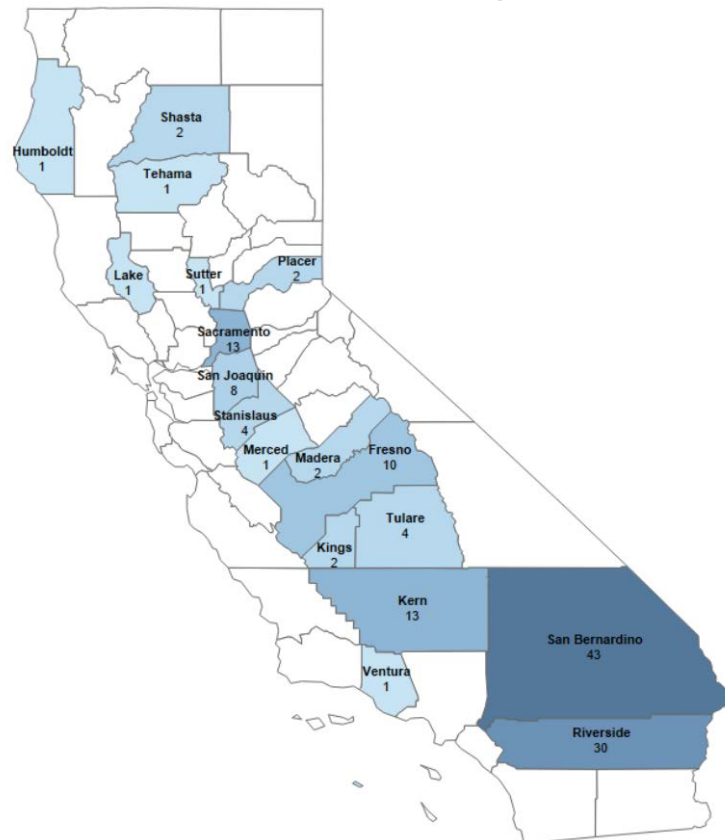 Shasta
2
Humboldt
1
Tehama
1
Placer
2
Lake
1
Sutter
1
Sacramento
13
San Joaquin
8
Stanislaus
4
Merced
1
Madera
2
Fresno
10
Tulare
4
Kings
2
Kern
13
San Bernardino
43
Ventura
1
Riverside
30